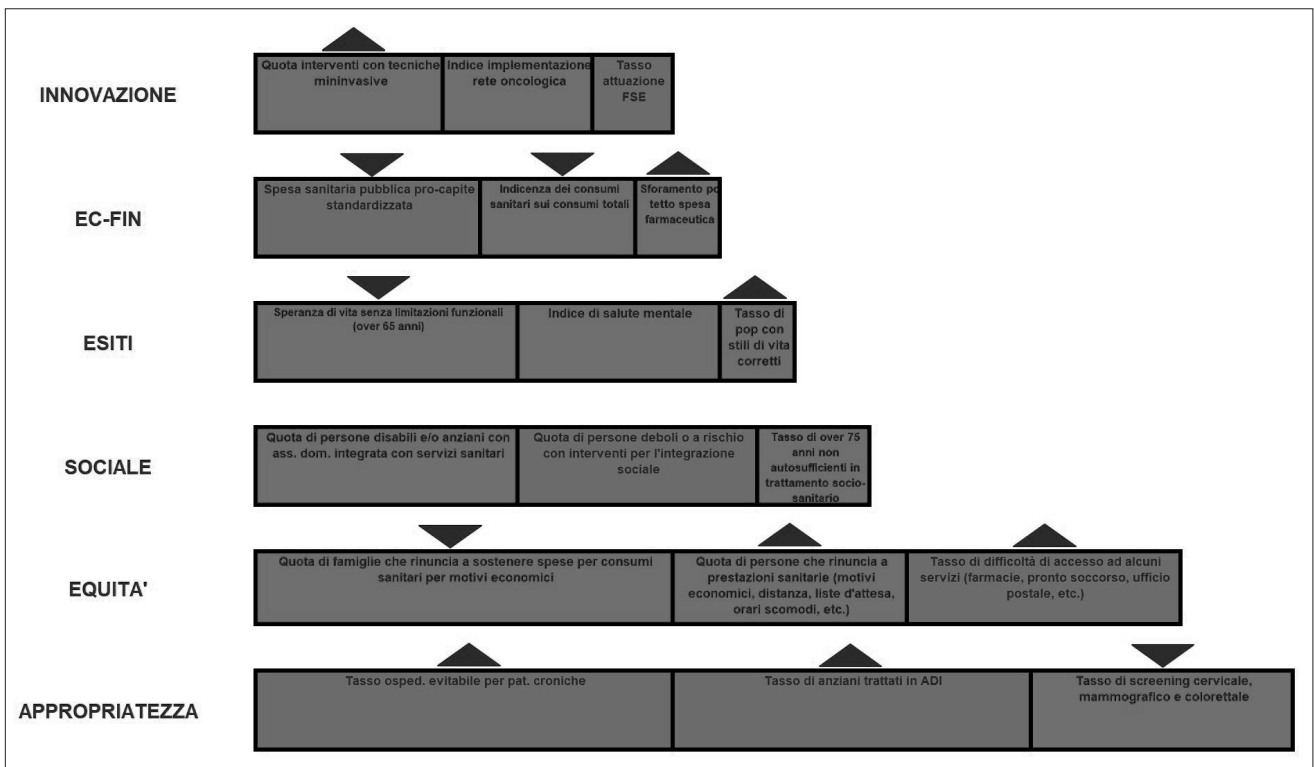 INNOVAZIONE
Quota interventi con tecniche
mininvasive
Indice implementazione
rete oncologica
Tasso
attuazione
FSE
EC-FIN
Spesa sanitaria pubblica pro-capite
standardizzata
Indicenza dei consumi
sanitari sui consumi totali
Sforamento pc
tetto spesa
farmaceutica
ESITI
Speranza di vita senza limitazioni funzionali
(over 65 anni)
Indice di salute mentale
Tasso di
pop con
stili di vita
corretti
SOCIALE
Quota di persone disabili e/o anziani con
ass. dom. integrata con servizi sanitari
Quota di persone deboli o a rischio
con interventi per l'integrazione
sociale
Tasso di over 75
anni non
autosufficienti in
trattamento socio-
sanitario
EQUITA'
Quota di famiglie che rinuncia a sostenere spese per consumi
sanitari per motivi economici
Quota di persone che rinuncia a
prestazioni sanitarie (motivi
economici, distanza, liste d'attesa,
orari scomodi, etc.)
Tasso di difficoltà di accesso ad alcuni
servizi (farmacie, pronto soccorso, ufficio
postale, etc.)
APPROPRIATEZZA
Tasso osped. evitabile per pat. croniche
Tasso di anziani trattati in ADI
Tasso di screening cervicale,
mammografico e colorettale